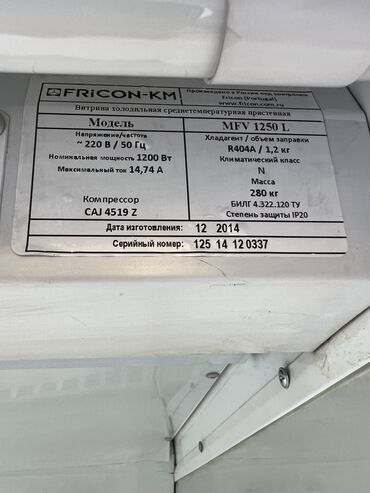 FRiCON-KM
Произведено в России под контролем
Fricon (Portugal)
www.fricon.com.ru
Витрина холодильная среднетемпературная пристенная
Модель MFV 1250 L
Напряжение/частота Хладагент / объем заправки
~ 220 В / 50 Гц R404A / 1,2 кг
Номинальная мощность 1200 Вт Климатический класс
Максимальный ток 14,74 А N
Масса
280 кг
Компрессор БИЛГ 4.322.120 ТУ
CAJ 4519 Z Степень защиты IP20
Дата изготовления: 12 2014
Серийный номер: 125 14 12 0337